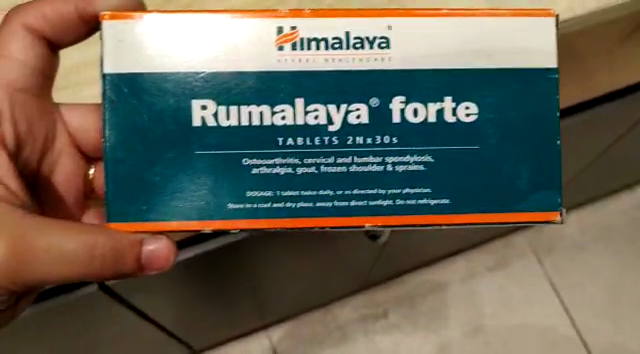 Himalaya®
HERBAL HEALTHCARE
Rumalaya® forte
TABLETS 2Nx30s
Osteoarthritis, cervical and lumbar spondylosis,
arthralgia, gout, frozen shoulder & sprains.
DOSAGE: 1 tablet twice daily, or as directed by your physician.
Store in a cool and dry place, away from direct sunlight. Do not refrigerate.